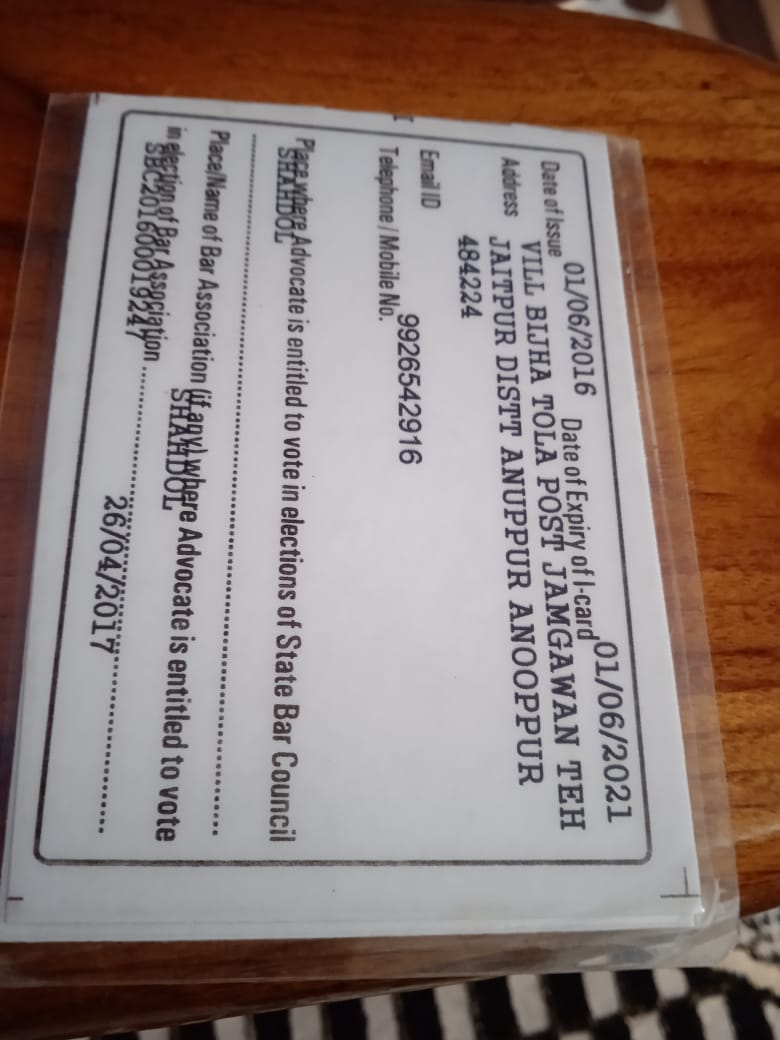 Date of Issue 01/06/2016 Date of Expiry of I-card 01/06/2021
Address VILL BIJHA TOLA POST JAMGAWAN TEH
JAITPUR DISTT ANUPPUR ANOOPPUR
484224
Email ID
Telephone / Mobile No. 9926542916
Place where Advocate is entitled to vote in elections of State Bar Council
SHAHDOL
Place/Name of Bar Association (if any) where Advocate is entitled to vote
SHAHDOL
in election of Bar Association
SBC201600019247
26/04/2017